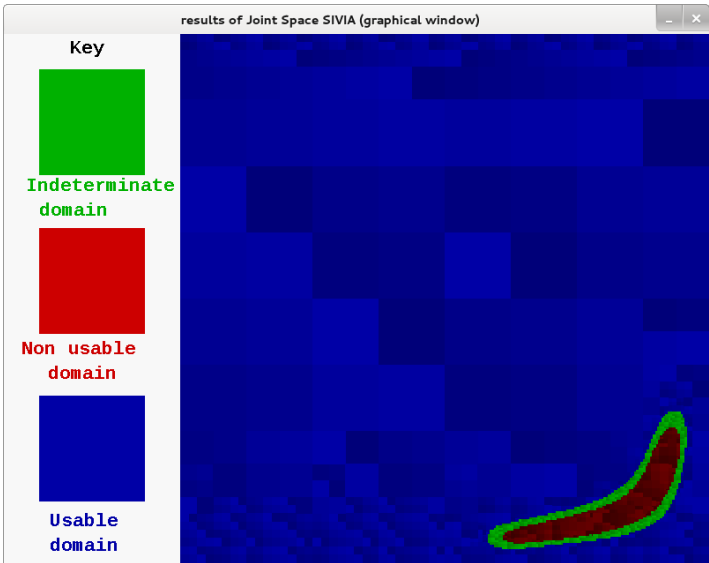 results of Joint Space SIVIA (graphical window)
Key
Indeterminate
domain
Non usable
domain
Usable
domain